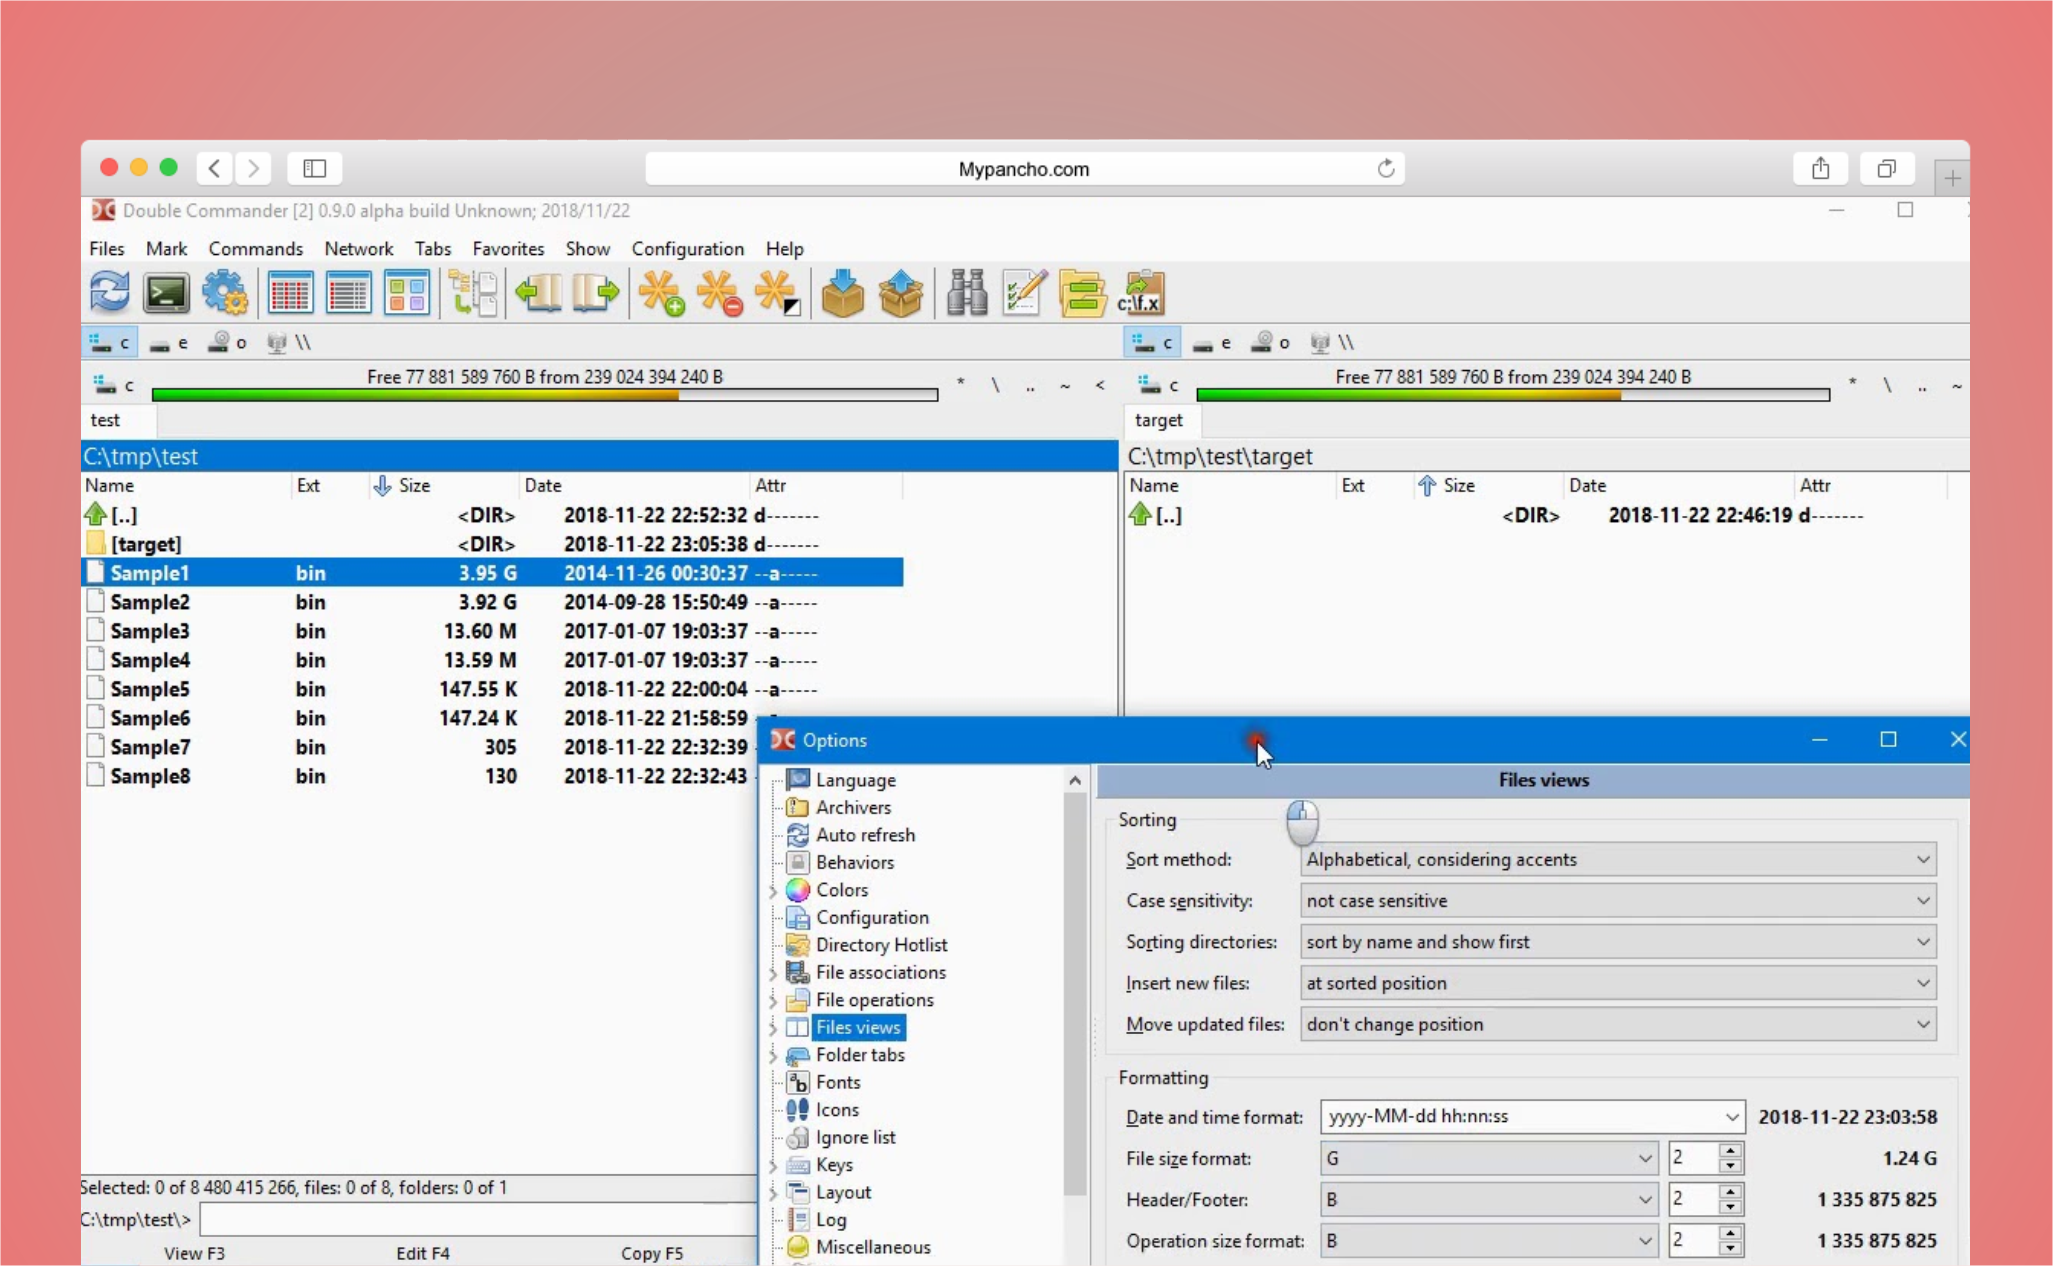 Mypancho.com
Double Commander [2] 0.9.0 alpha build Unknown; 2018/11/22
Files Mark Commands Network Tabs Favorites Show Configuration Help
c:\f.x
c e o \\ c e o \\
c Free 77 881 589 760 B from 239 024 394 240 B * \ .. ~ < c Free 77 881 589 760 B from 239 024 394 240 B * \ .. ~
test target
C:\tmp\test C:\tmp\test\target
Name Ext Size Date Attr Name Ext Size Date Attr
[..] <DIR> 2018-11-22 22:52:32 d------- [..] <DIR> 2018-11-22 22:46:19 d-------
[target] <DIR> 2018-11-22 23:05:38 d-------
Sample1 bin 3.95 G 2014-11-26 00:30:37 --a-----
Sample2 bin 3.92 G 2014-09-28 15:50:49 --a-----
Sample3 bin 13.60 M 2017-01-07 19:03:37 --a-----
Sample4 bin 13.59 M 2017-01-07 19:03:37 --a-----
Sample5 bin 147.55 K 2018-11-22 22:00:04 --a-----
Sample6 bin 147.24 K 2018-11-22 21:58:59
Sample7 bin 305 2018-11-22 22:32:39
Sample8 bin 130 2018-11-22 22:32:43
Selected: 0 of 8 480 415 266, files: 0 of 8, folders: 0 of 1
C:\tmp\test\>
View F3 Edit F4 Copy F5
Options
Language
Archivers
Auto refresh
Behaviors
Colors
Configuration
Directory Hotlist
File associations
File operations
Files views
Folder tabs
Fonts
Icons
Ignore list
Keys
Layout
Log
Miscellaneous
Files views
Sorting
Sort method: Alphabetical, considering accents
Case sensitivity: not case sensitive
Sorting directories: sort by name and show first
Insert new files: at sorted position
Move updated files: don't change position
Formatting
Date and time format: yyyy-MM-dd hh:nn:ss 2018-11-22 23:03:58
File size format: G 2 1.24 G
Header/Footer: B 2 1 335 875 825
Operation size format: B 2 1 335 875 825